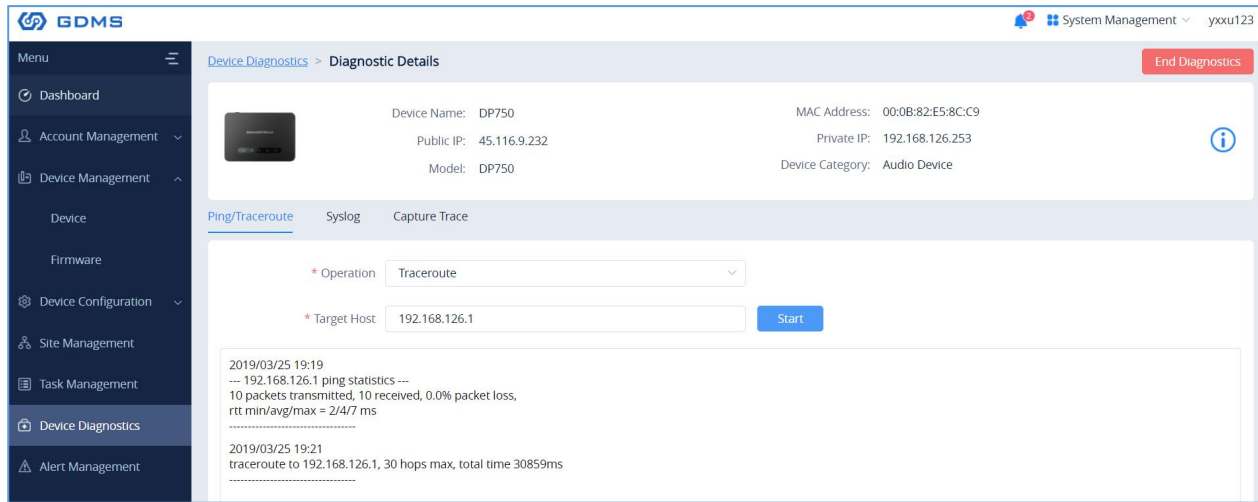 GDMS
2
System Management
yxxu123
Menu
Device Diagnostics > Diagnostic Details
End Diagnostics
Dashboard
Account Management
Device Management
Device
Firmware
Device Configuration
Site Management
Task Management
Device Diagnostics
Alert Management
Device Name: DP750
MAC Address: 00:0B:82:E5:8C:C9
Public IP: 45.116.9.232
Private IP: 192.168.126.253
Model: DP750
Device Category: Audio Device
Ping/Traceroute
Syslog
Capture Trace
* Operation Traceroute
* Target Host 192.168.126.1
Start
2019/03/25 19:19
--- 192.168.126.1 ping statistics ---
10 packets transmitted, 10 received, 0.0% packet loss,
rtt min/avg/max = 2/4/7 ms
----------------------------------
2019/03/25 19:21
traceroute to 192.168.126.1, 30 hops max, total time 30859ms
----------------------------------